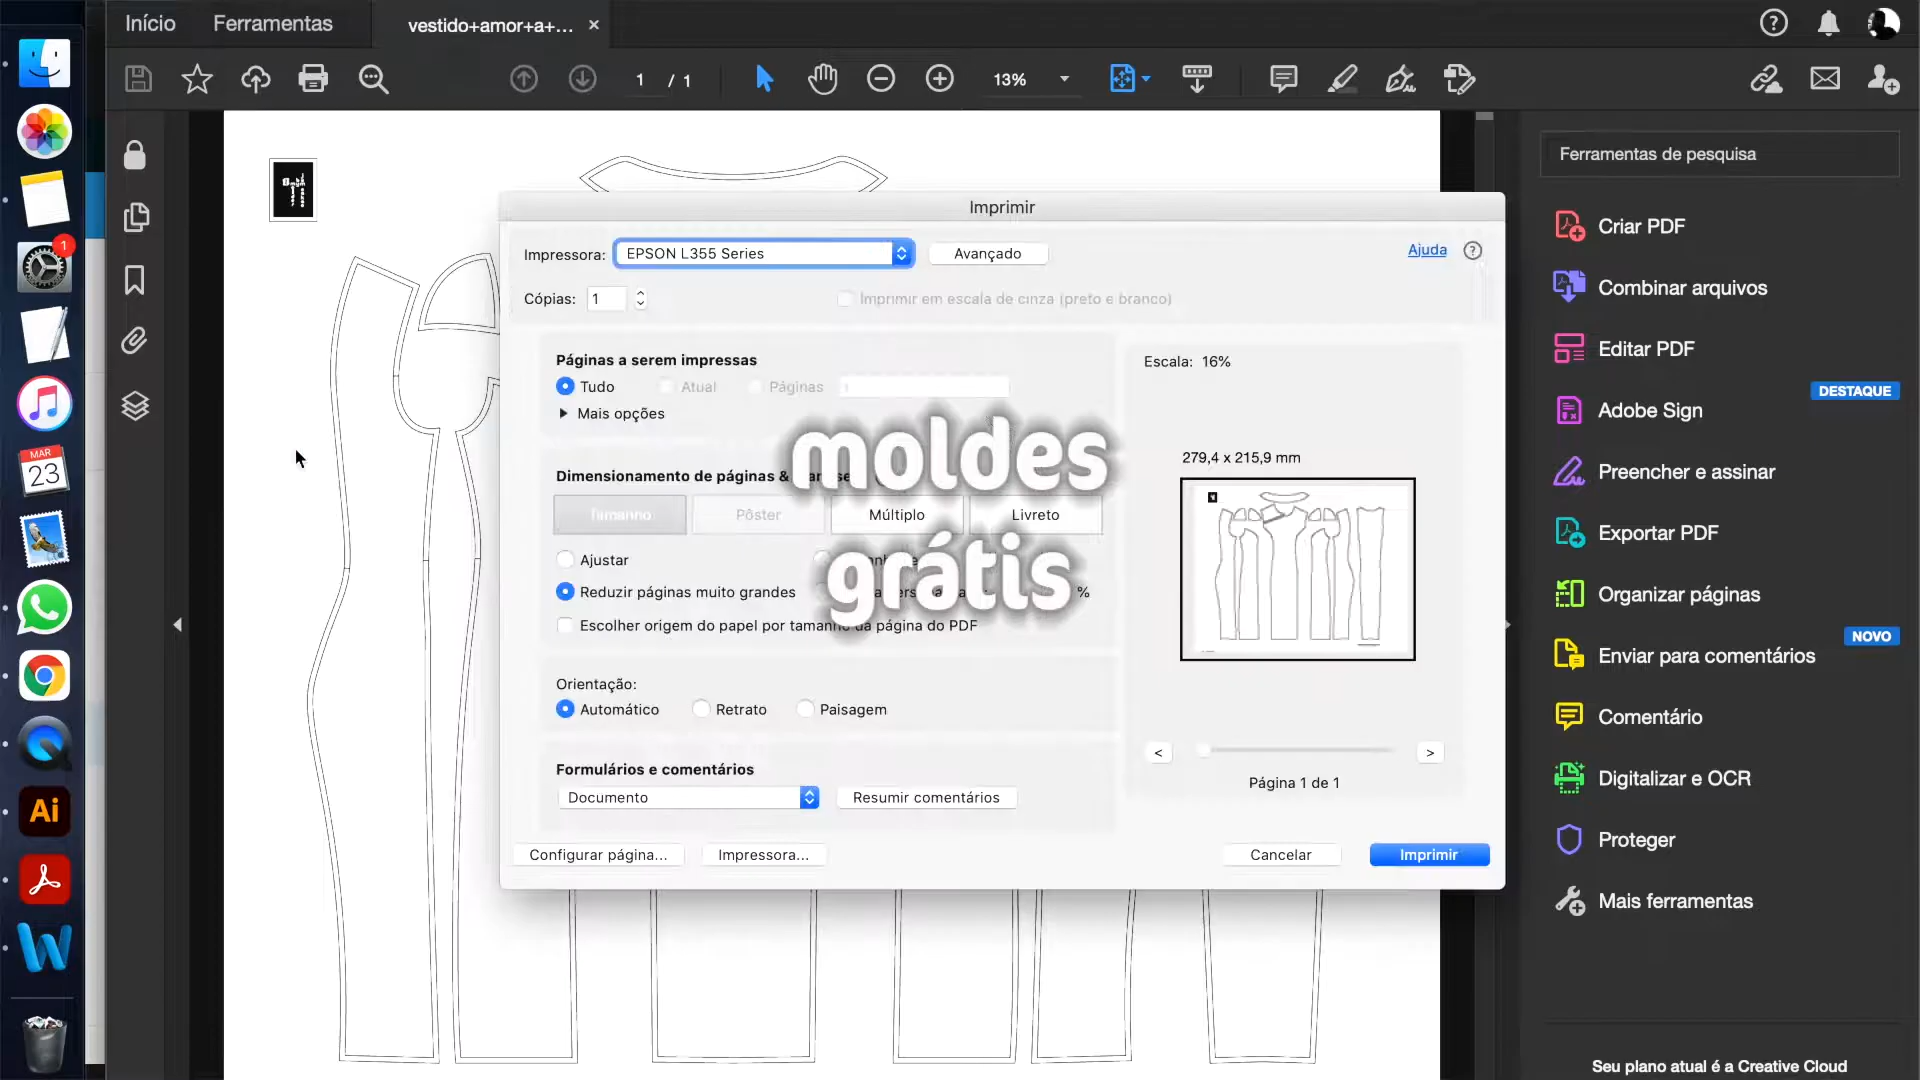 Início
Ferramentas
vestido+amor+a+...
1 / 1
13%
Imprimir
Impressora:
EPSON L355 Series
Avançado
Ajuda
Cópias:
1
Imprimir em escala de cinza (preto e branco)
Páginas a serem impressas
Tudo
Atual
Páginas
Mais opções
Dimensionamento de páginas &
Tamanho
Pôster
Múltiplo
Livreto
Ajustar
Reduzir páginas muito grandes
%
Escolher origem do papel por tamanho da página do PDF
moldes
grátis
Orientação:
Automático
Retrato
Paisagem
Formulários e comentários
Documento
Resumir comentários
Configurar página...
Impressora...
Escala: 16%
279,4 x 215,9 mm
<
>
Página 1 de 1
Cancelar
Imprimir
Ferramentas de pesquisa
Criar PDF
Combinar arquivos
Editar PDF
DESTAQUE
Adobe Sign
Preencher e assinar
Exportar PDF
Organizar páginas
NOVO
Enviar para comentários
Comentário
Digitalizar e OCR
Proteger
Mais ferramentas
Seu plano atual é a Creative Cloud
1
MAR
23
Ai